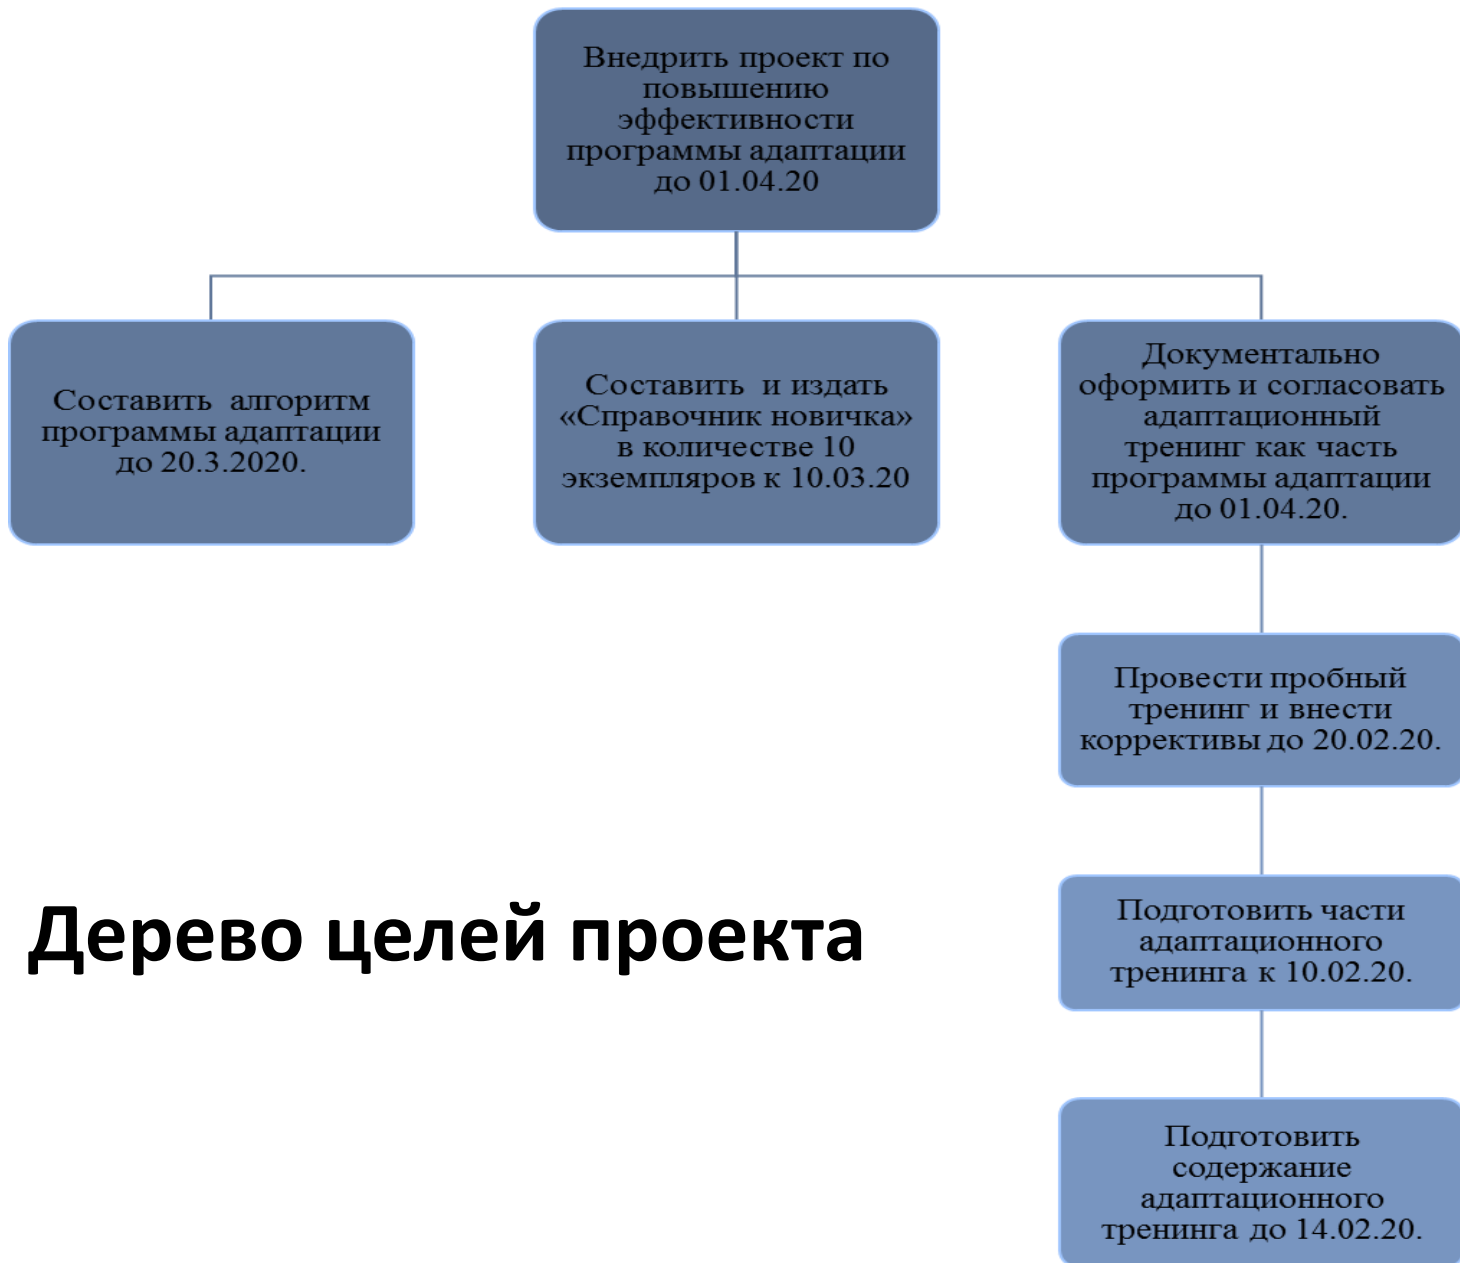 Внедрить проект по
повышению
эффективности
программы адаптации
до 01.04.20
Составить алгоритм
программы адаптации
до 20.3.2020.
Составить и издать
«Справочник новичка»
в количестве 10
экземпляров к 10.03.20
Документально
оформить и согласовать
адаптационный
тренинг как часть
программы адаптации
до 01.04.20.
Провести пробный
тренинг и внести
коррективы до 20.02.20.
Подготовить части
адаптационного
тренинга к 10.02.20.
Подготовить
содержание
адаптационного
тренинга до 14.02.20.
Дерево целей проекта